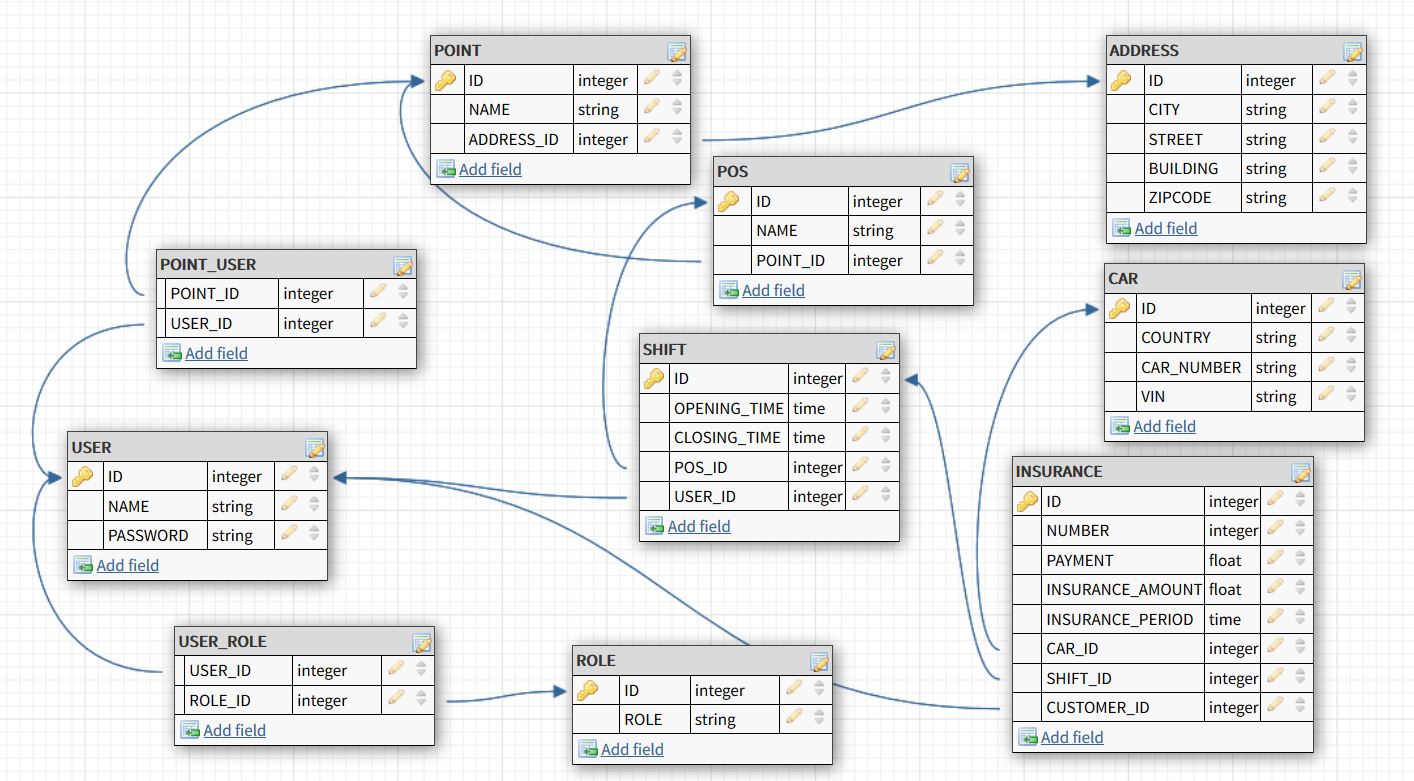 POINT
ID integer
NAME string
ADDRESS_ID integer
Add field
ADDRESS
ID integer
CITY string
STREET string
BUILDING string
ZIPCODE string
Add field
POS
ID integer
NAME string
POINT_ID integer
Add field
POINT_USER
POINT_ID integer
USER_ID integer
Add field
CAR
ID integer
COUNTRY string
CAR_NUMBER string
VIN string
Add field
SHIFT
ID integer
OPENING_TIME time
CLOSING_TIME time
POS_ID integer
USER_ID integer
Add field
USER
ID integer
NAME string
PASSWORD string
Add field
INSURANCE
ID integer
NUMBER integer
PAYMENT float
INSURANCE_AMOUNT float
INSURANCE_PERIOD time
CAR_ID integer
SHIFT_ID integer
CUSTOMER_ID integer
Add field
USER_ROLE
USER_ID integer
ROLE_ID integer
Add field
ROLE
ID integer
ROLE string
Add field